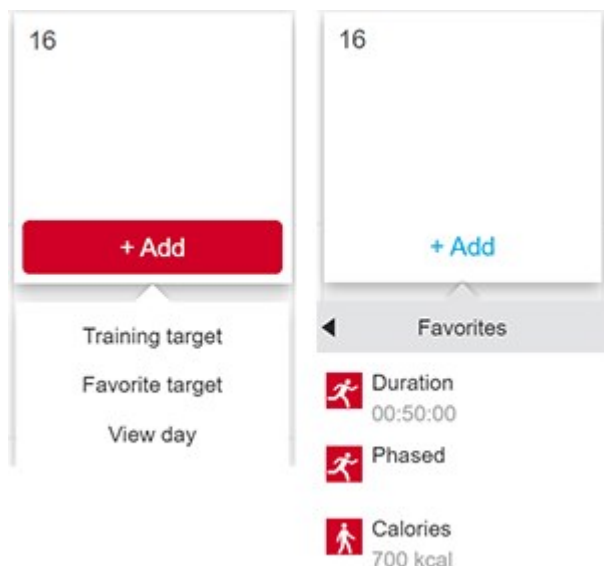 16
+ Add
Training target
Favorite target
View day
16
+ Add
Favorites
Duration
00:50:00
Phased
Calories
700 kcal